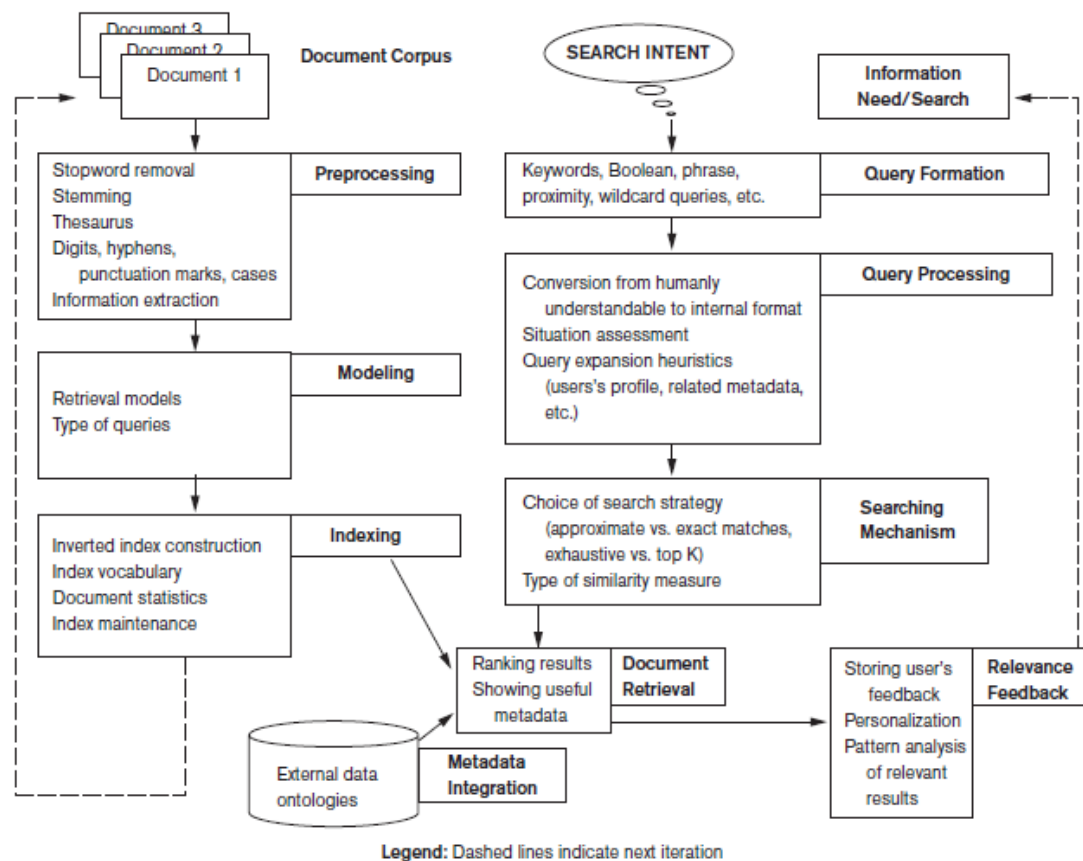 Document 3
Document 2
Document 1
Document Corpus
SEARCH INTENT
Information
Need/Search
Stopword removal
Stemming
Thesaurus
Digits, hyphens,
punctuation marks, cases
Information extraction
Preprocessing
Keywords, Boolean, phrase,
proximity, wildcard queries, etc.
Query Formation
Conversion from humanly
understandable to internal format
Situation assessment
Query expansion heuristics
(users's profile, related metadata,
etc.)
Query Processing
Retrieval models
Type of queries
Modeling
Choice of search strategy
(approximate vs. exact matches,
exhaustive vs. top K)
Type of similarity measure
Searching
Mechanism
Inverted index construction
Index vocabulary
Document statistics
Index maintenance
Indexing
Ranking results
Showing useful
metadata
Document
Retrieval
Storing user's
feedback
Personalization
Pattern analysis
of relevant
results
Relevance
Feedback
External data
ontologies
Metadata
Integration
Legend: Dashed lines indicate next iteration